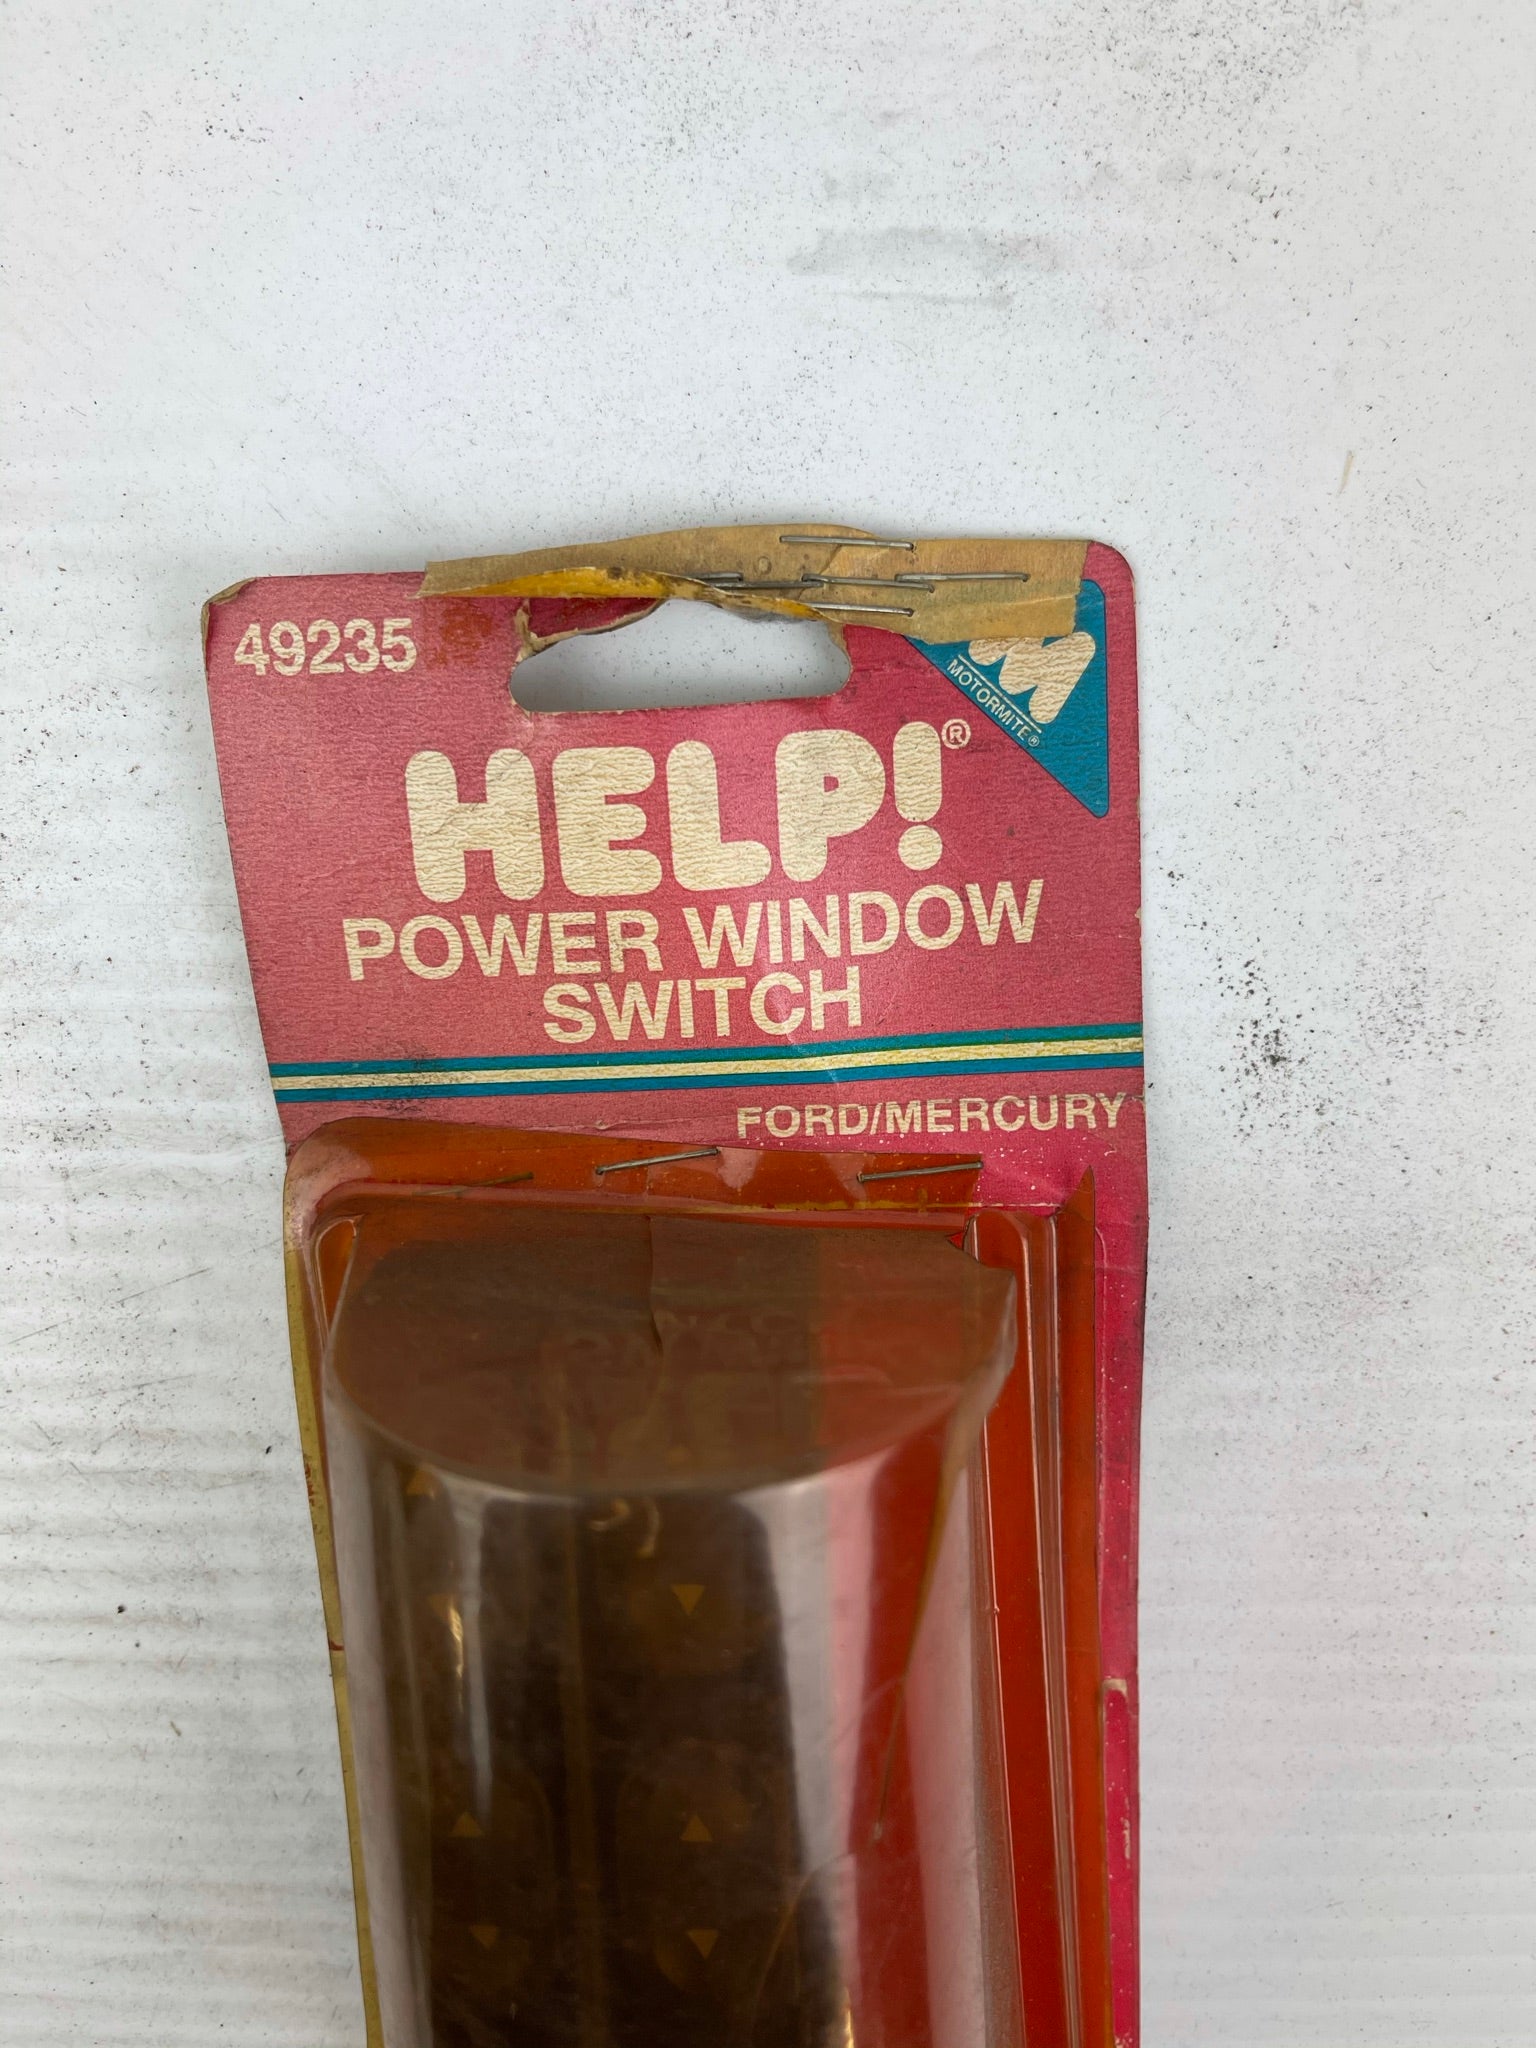 49235
M
MOTORMITE®
HELP!®
POWER WINDOW
SWITCH
FORD/MERCURY